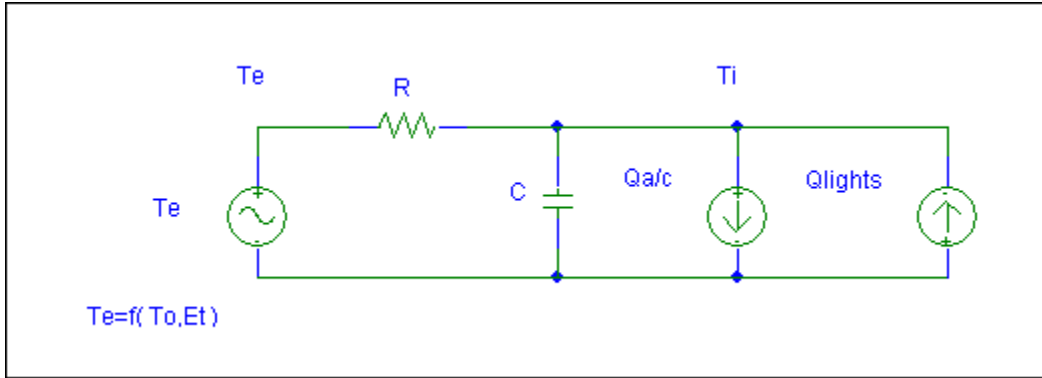 Te
Ti
R
Qa/c
Qlights
C
Te
Te=f( To,Et )